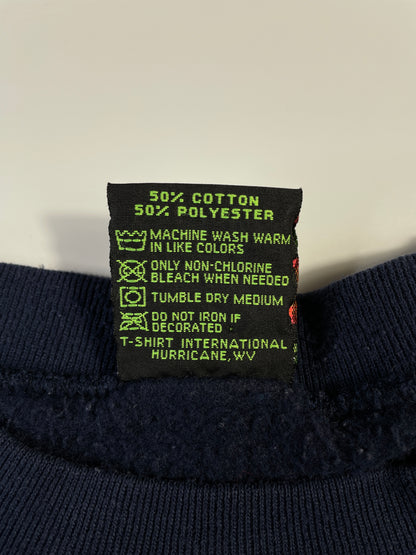 50% COTTON
50% POLYESTER
MACHINE WASH WARM
IN LIKE COLORS
ONLY NON-CHLORINE
BLEACH WHEN NEEDED
TUMBLE DRY MEDIUM
DO NOT IRON IF
DECORATED
T-SHIRT INTERNATIONAL
HURRICANE, WV